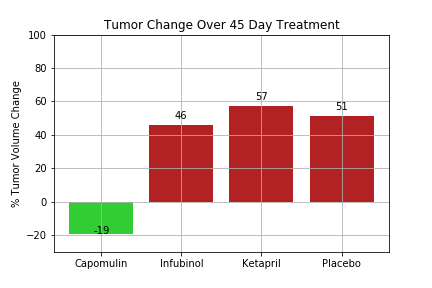 Tumor Change Over 45 Day Treatment
% Tumor Volume Change
100
80
60
40
20
0
−20
-19
46
57
51
Capomulin
Infubinol
Ketapril
Placebo